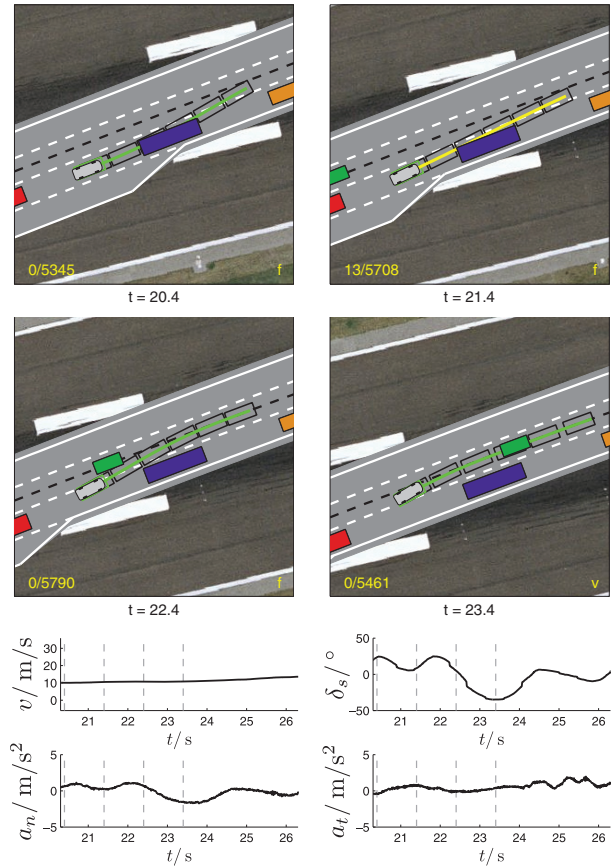 0/5345 f
13/5708 f
t = 20.4
t = 21.4
0/5790 f
0/5461 v
t = 22.4
t = 23.4
v/ m/s
30
20
10
0
21 22 23 24 25 26
t/ s
δs/ °
50
0
−50
21 22 23 24 25 26
t/ s
an/ m/s²
5
0
−5
21 22 23 24 25 26
t/ s
at/ m/s²
5
0
−5
21 22 23 24 25 26
t/ s